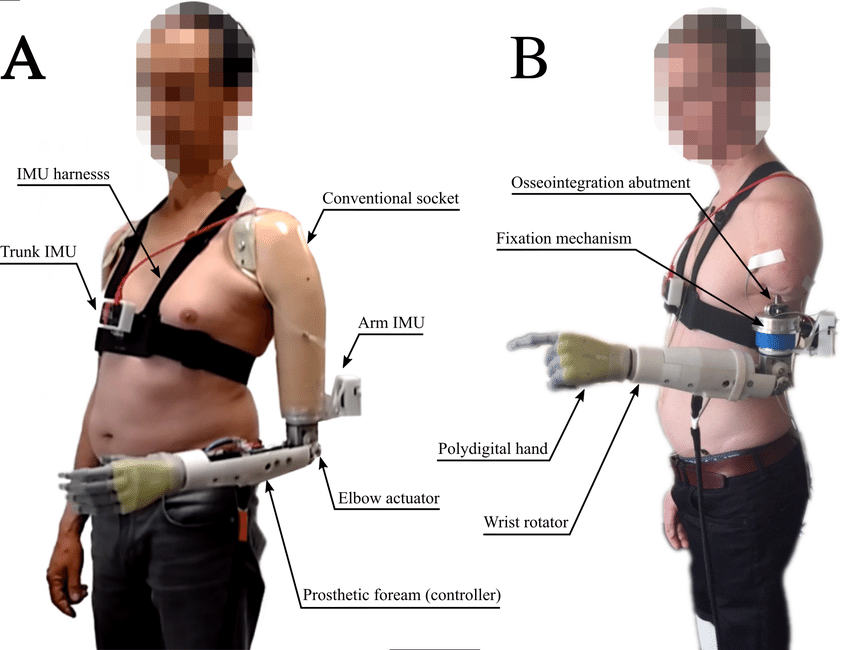 A
B
IMU harnesss
Osseointegration abutment
Conventional socket
Fixation mechanism
Trunk IMU
Arm IMU
Polydigital hand
Elbow actuator
Wrist rotator
Prosthetic foream (controller)